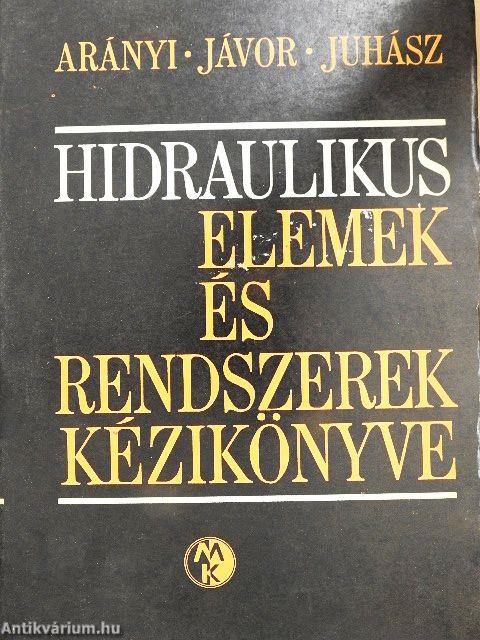 ARÁNYI · JÁVOR · JUHÁSZ
HIDRAULIKUS
ELEMEK
ÉS
RENDSZEREK
KÉZIKÖNYVE
MK
Antikvárium.hu